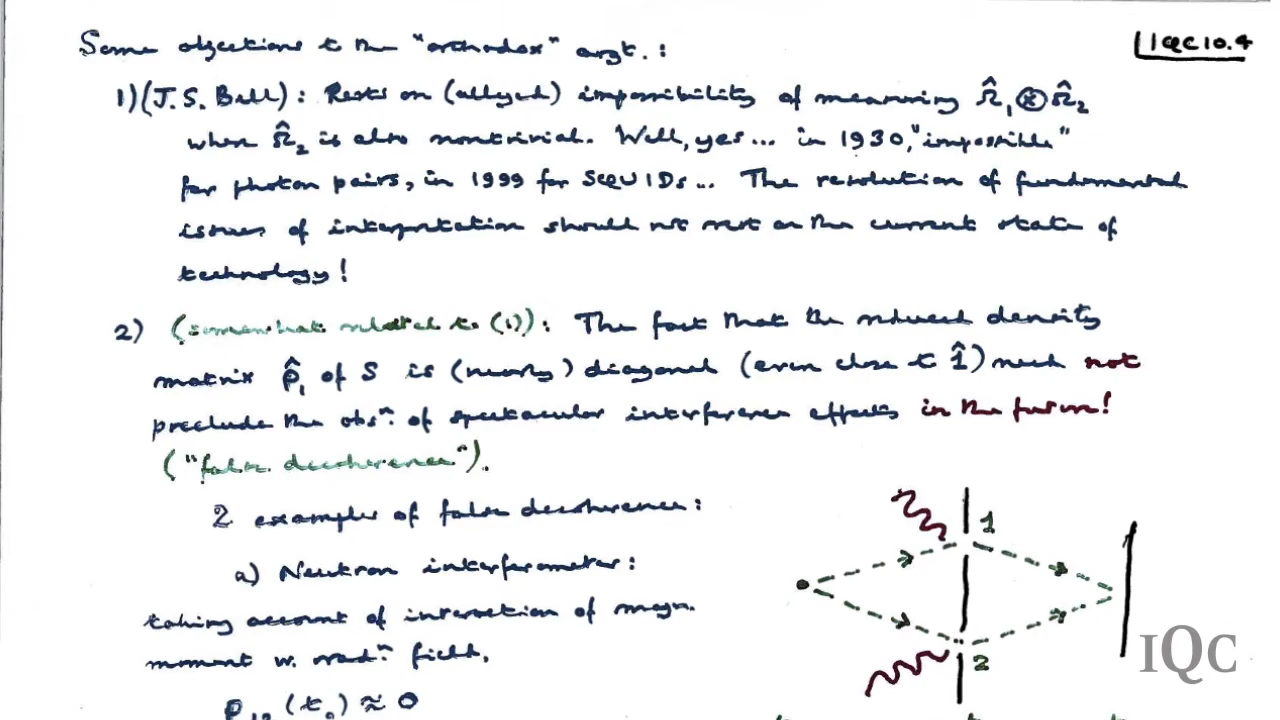 Some objections to the "orthodox" argt.:
IQC 10.4
1) (J.S. Bell): Rests on (alleged) impossibility of measuring Ω̂₁ ⊗ Ω̂₂
when Ω̂₂ is also nontrivial. Well, yes... in 1930, "impossible"
for photon pairs, in 1999 for SQUIDs... The resolution of fundamental
issues of interpretation should not rest on the current state of
technology!
2) (somewhat related to (1)): The fact that the reduced density
matrix ρ̂₁ of S is (nearly) diagonal (even close to 1̂) need not
preclude the obsⁿ of spectacular interference effects in the future!
("false decoherence").
2 examples of false decoherence:
a) Neutron interferometer:
taking account of interaction of magn.
moment w. radⁿ. field,
ρ₁₂ (t₀) ≈ 0
1
2
IQC